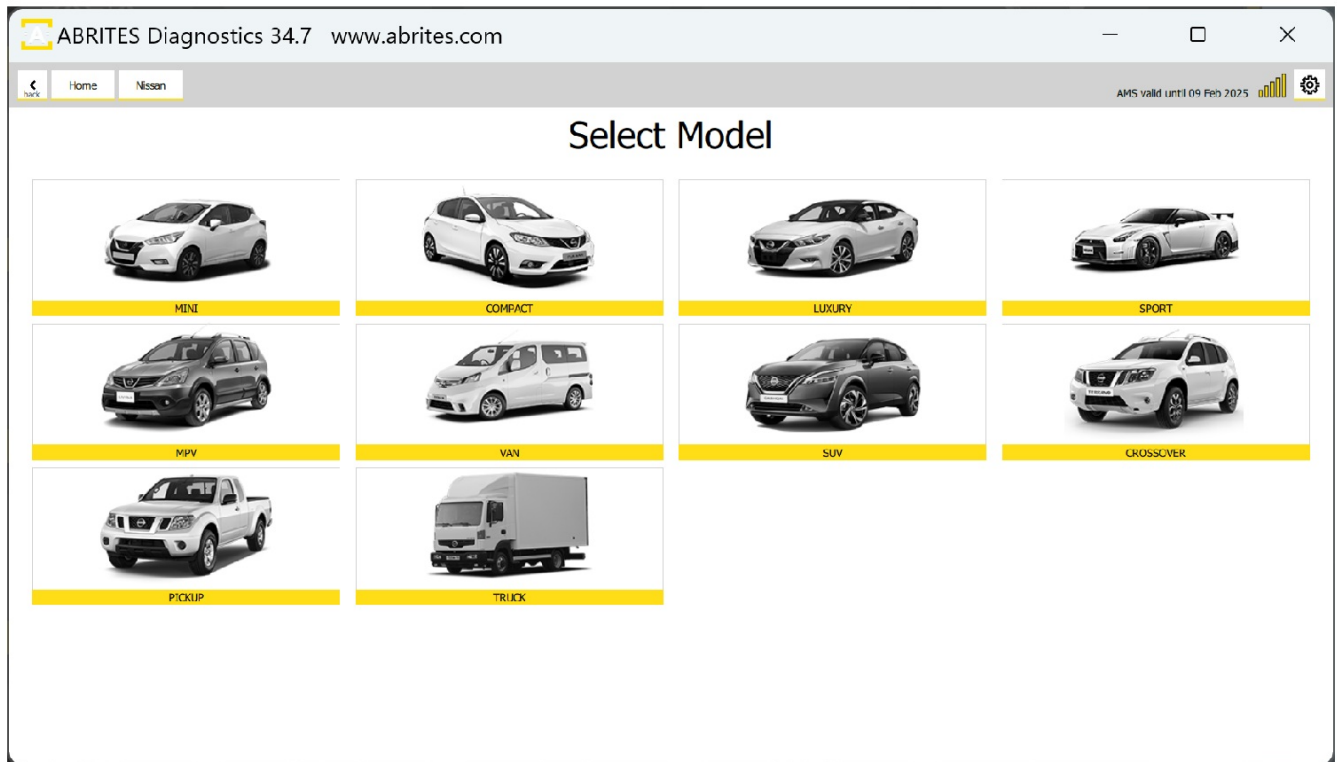 ABRITES Diagnostics 34.7 www.abrites.com
back Home Nissan AMS valid until 09 Feb 2025
Select Model
MINI COMPACT LUXURY SPORT
MPV VAN SUV CROSSOVER
PICKUP TRUCK